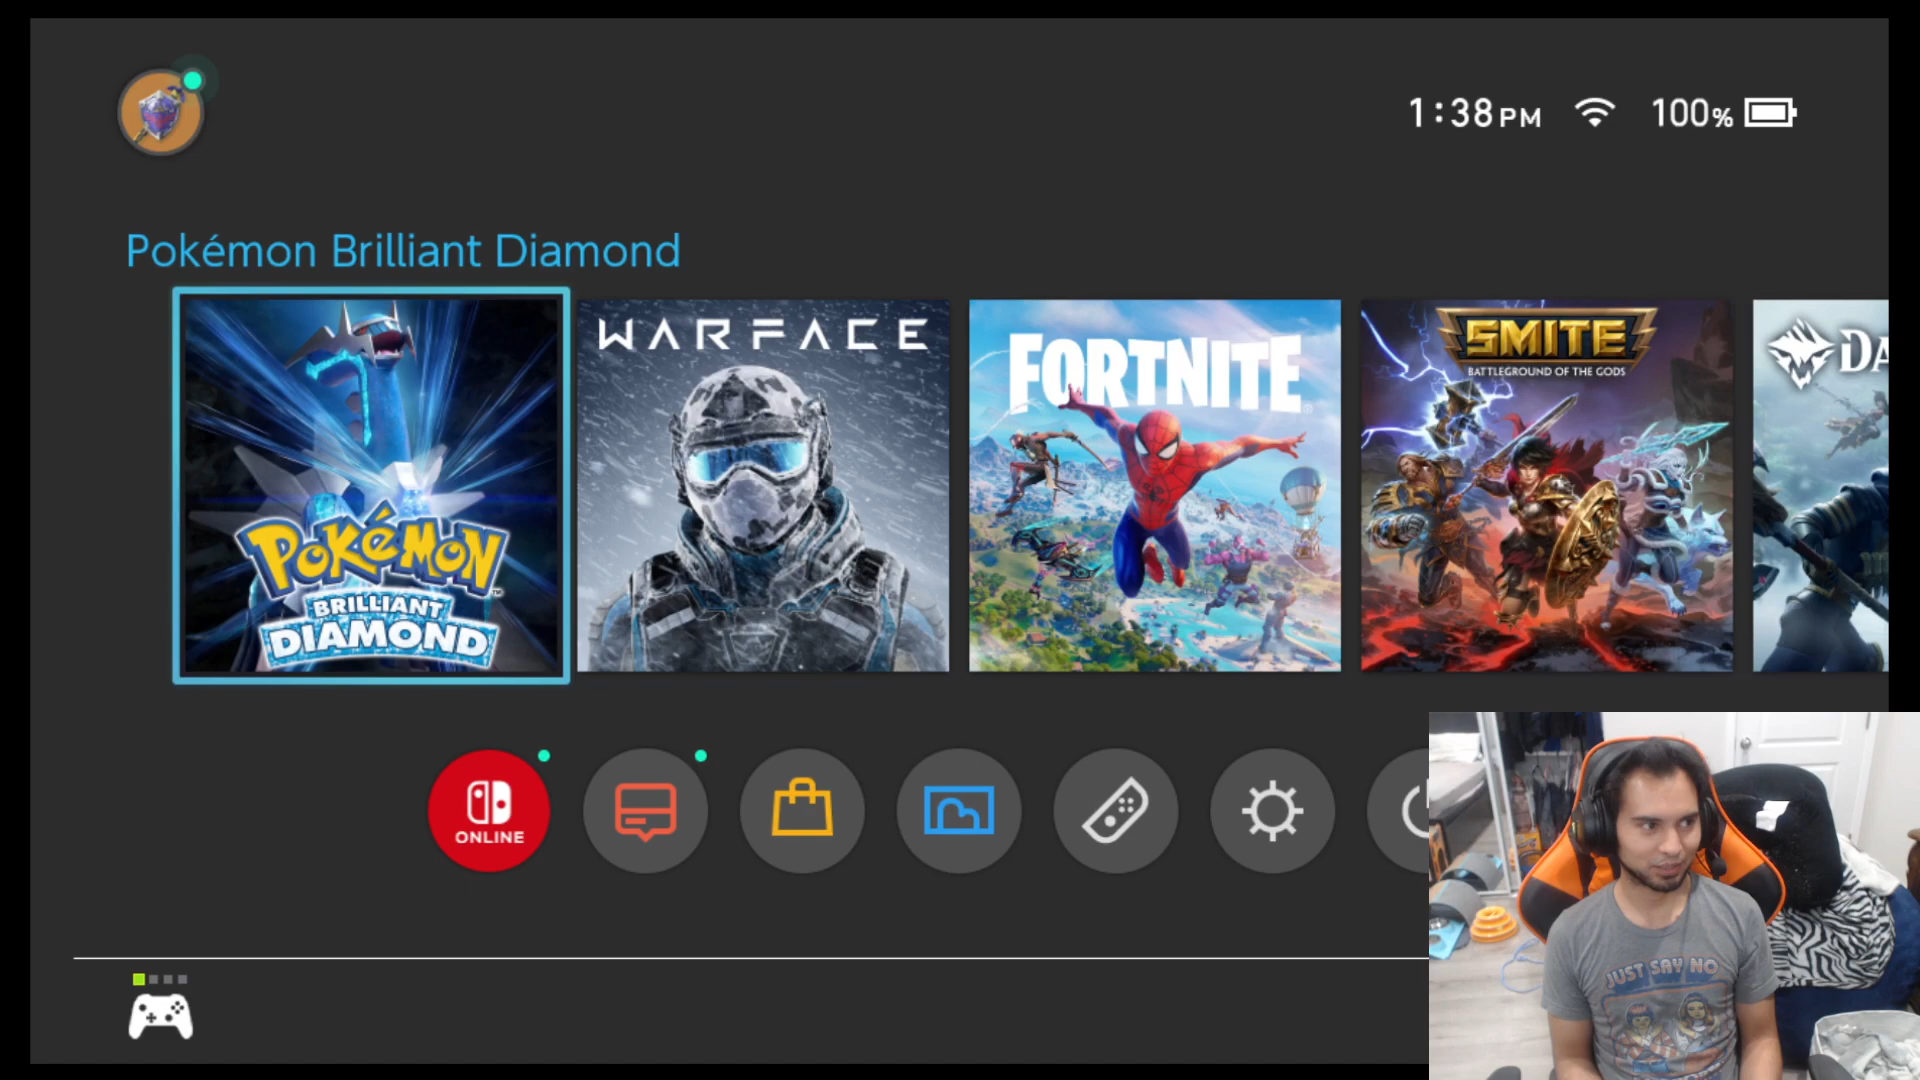 1:38 PM 100%
Pokémon Brilliant Diamond
POKéMON™
BRILLIANT
DIAMOND
WARFACE
FORTNITE
SMITE
BATTLEGROUND OF THE GODS
DA
ONLINE
JUST SAY NO